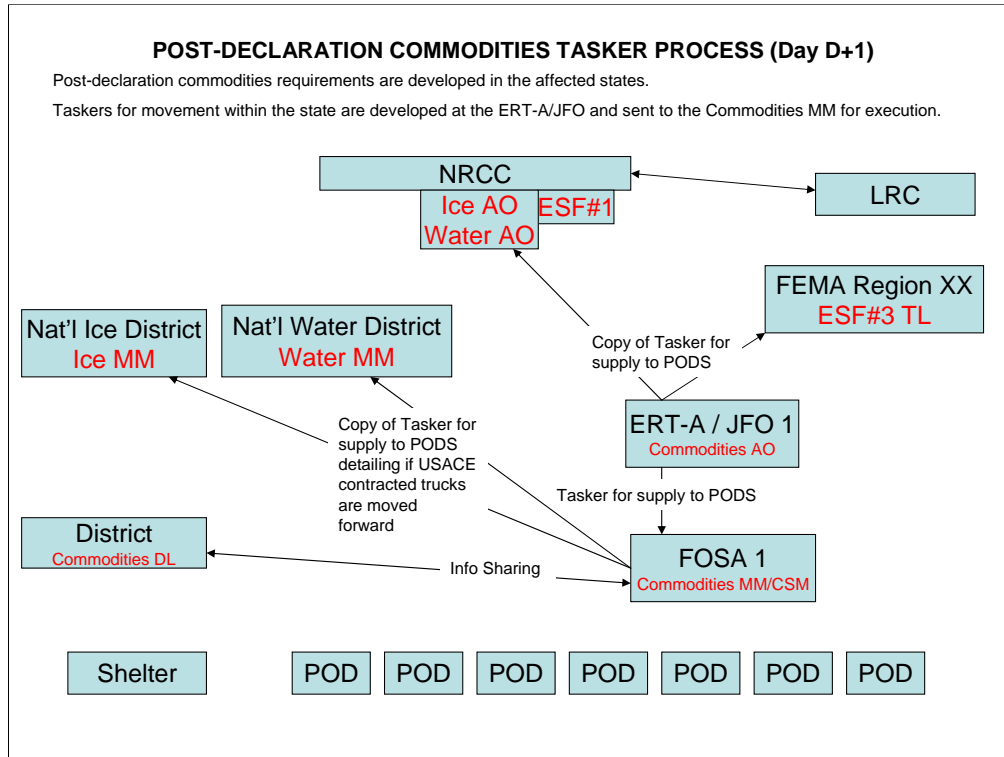 POST-DECLARATION COMMODITIES TASKER PROCESS (Day D+1)
Post-declaration commodities requirements are developed in the affected states.
Taskers for movement within the state are developed at the ERT-A/JFO and sent to the Commodities MM for execution.
NRCC
Ice AO
Water AO
ESF#1
LRC
FEMA Region XX
ESF#3 TL
Nat'l Ice District
Ice MM
Nat'l Water District
Water MM
Copy of Tasker for
supply to PODS
ERT-A / JFO 1
Commodities AO
Copy of Tasker for
supply to PODS
detailing if USACE
contracted trucks
are moved
forward
Tasker for supply to PODS
District
Commodities DL
Info Sharing
FOSA 1
Commodities MM/CSM
Shelter
POD
POD
POD
POD
POD
POD
POD